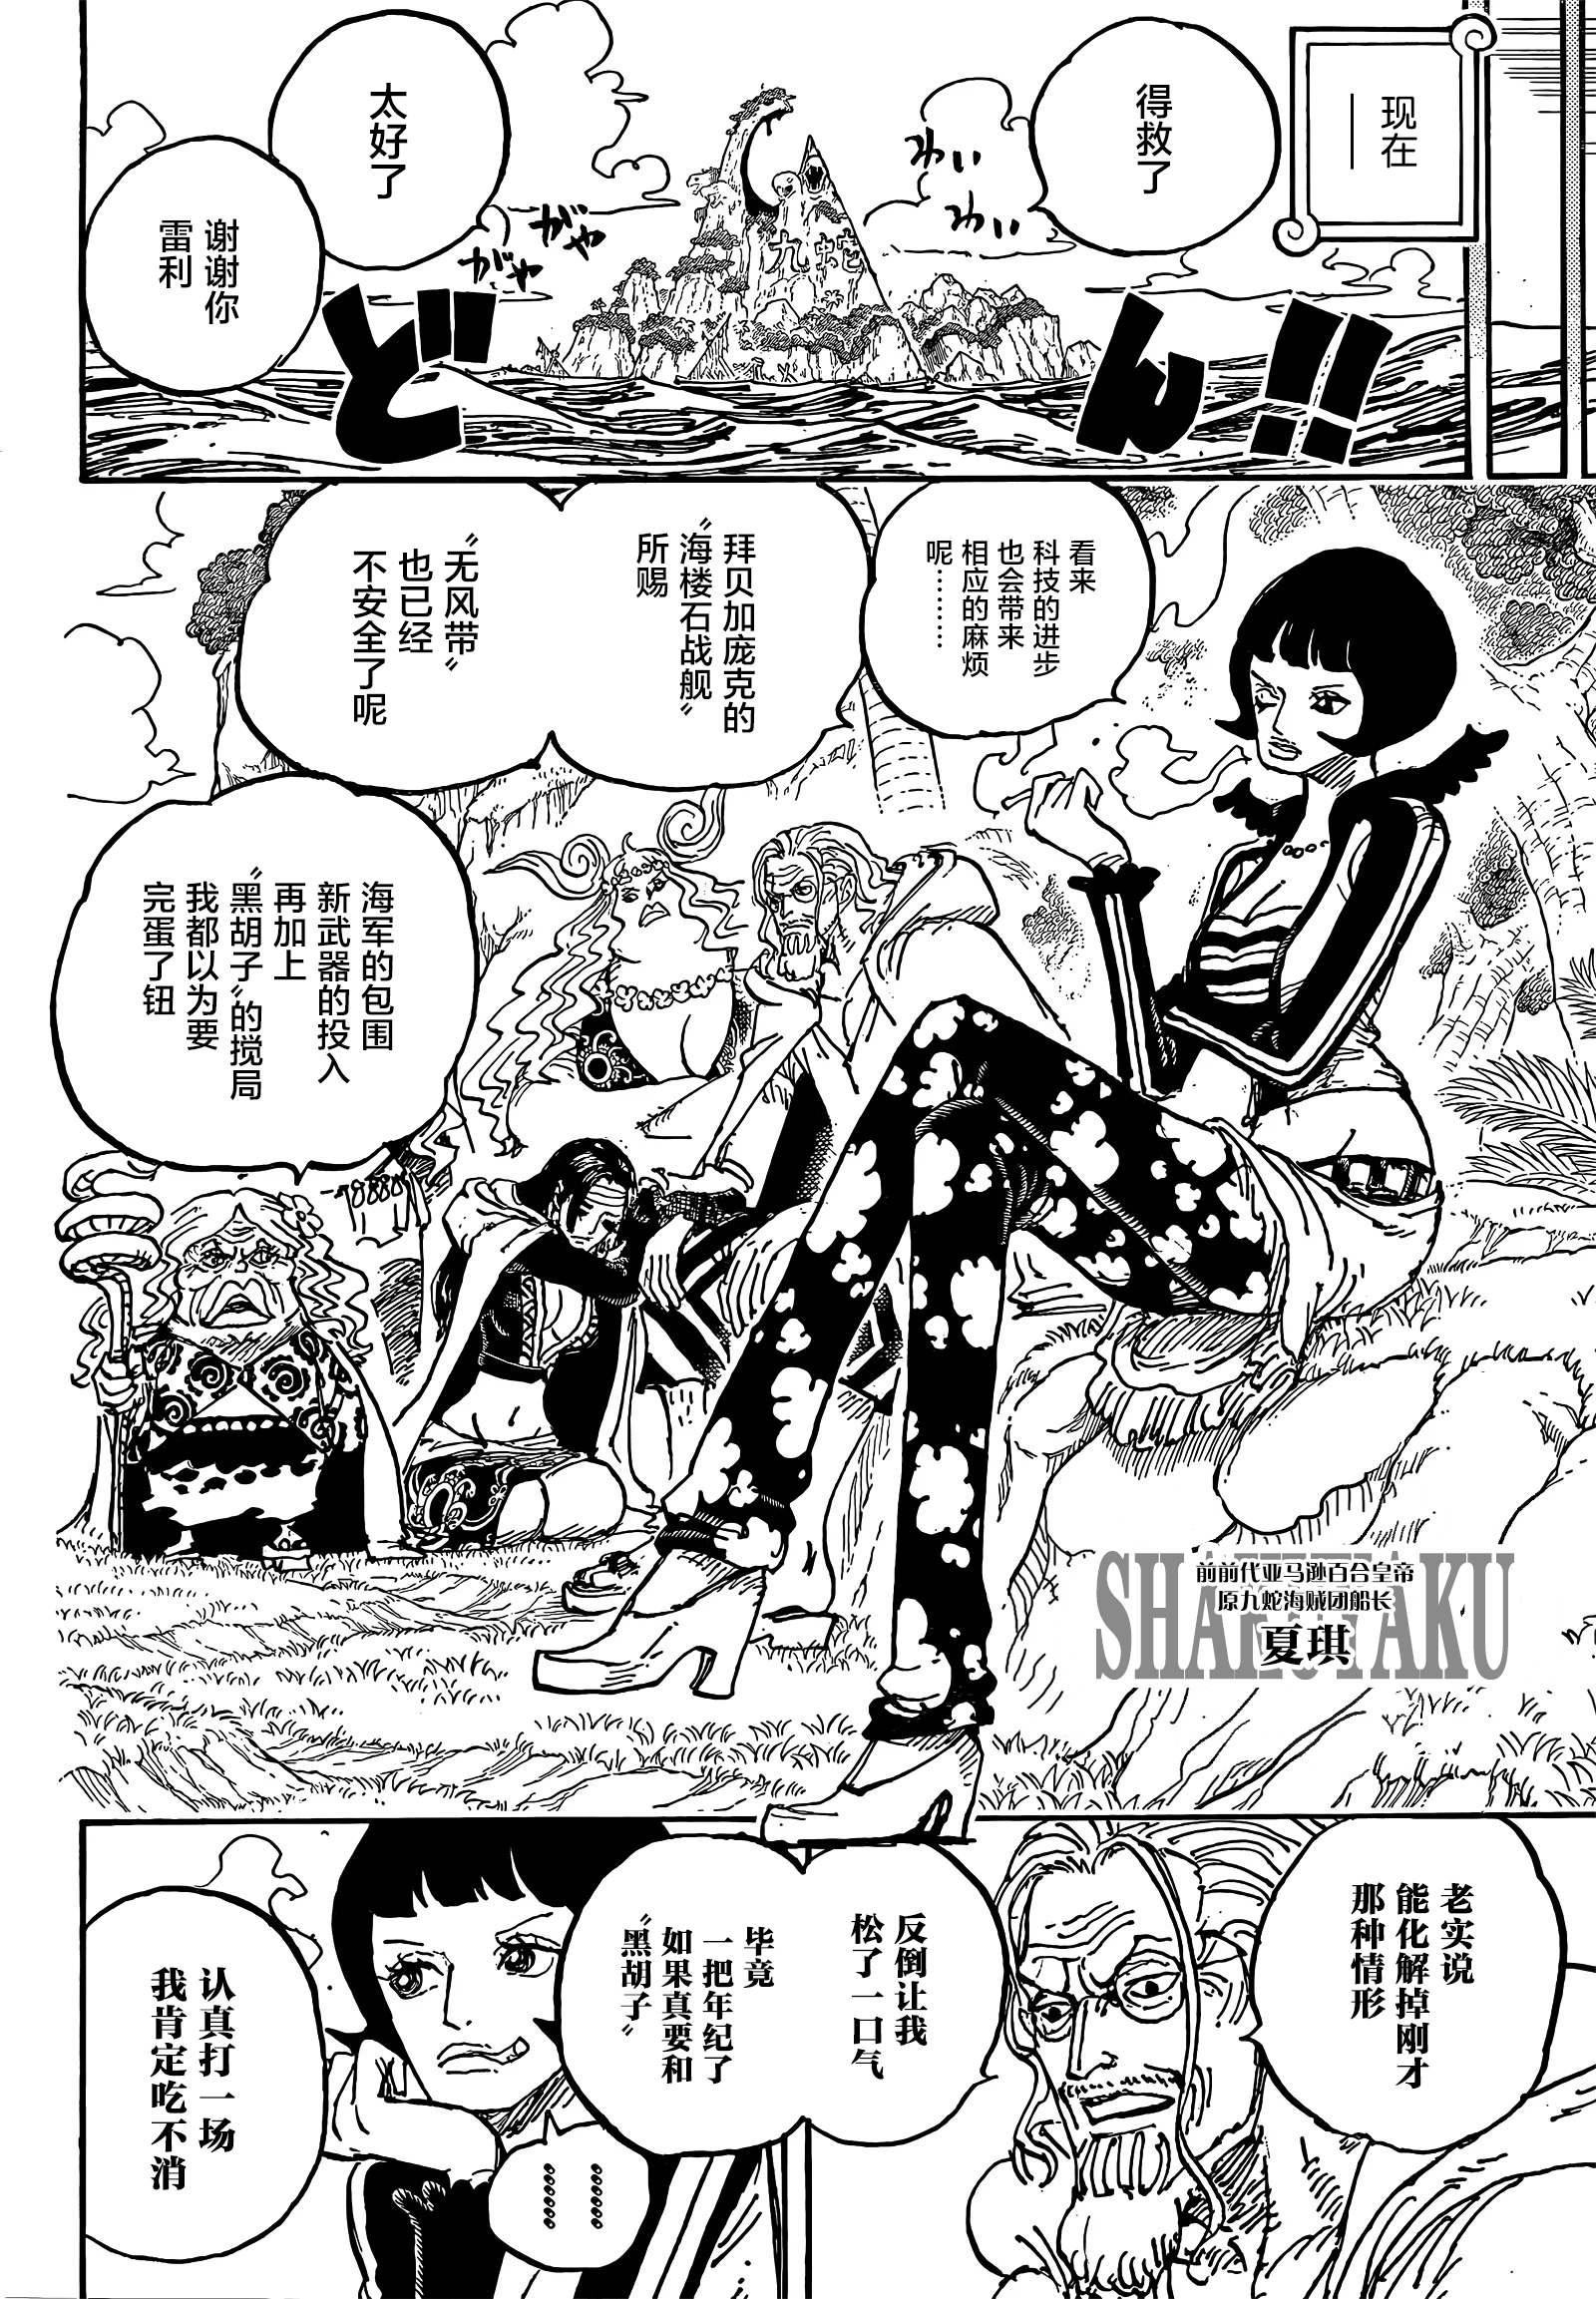 现在
——
得救了
わいわい
九蛇
太好了
がやがや
谢谢你
雷利
どん!!
看来
科技的进步
也会带来
相应的麻烦
呢………
拜贝加庞克的
“海楼石战舰”
所赐
“无风带”
也已经
不安全了呢
海军的包围
新武器的投入
再加上
“黑胡子”的搅局
我都以为要
完蛋了钮
SHAKUYAKU
前前代亚马逊百合皇帝
原九蛇海贼团船长
夏琪
老实说
能化解掉刚才
那种情形
反倒让我
松了一口气
毕竟
一把年纪了
如果真要和
“黑胡子”
…………
认真打一场
我肯定吃不消